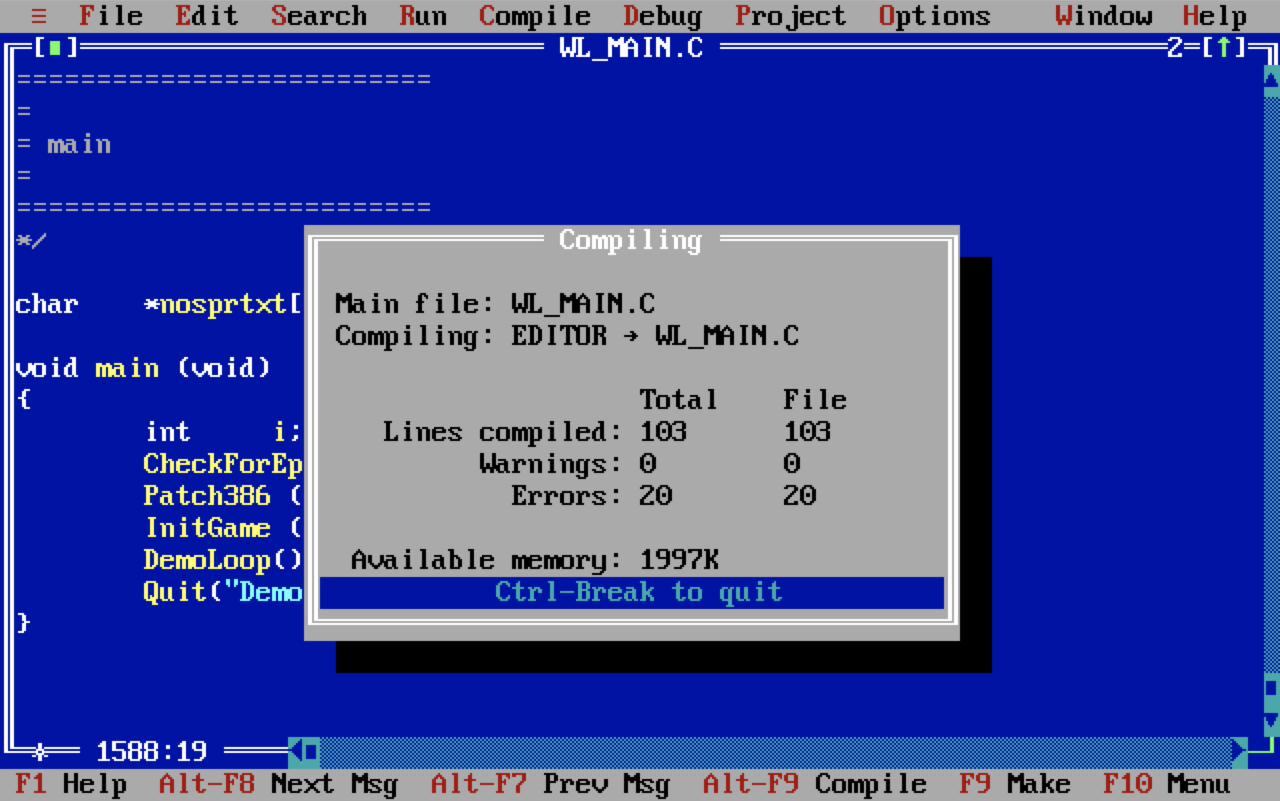 ≡ File Edit Search Run Compile Debug Project Options Window Help
[■] WL_MAIN.C 2=[↑]
==========================
=
= main
=
==========================
*/
Compiling
char *nosprtxt[
Main file: WL_MAIN.C
Compiling: EDITOR → WL_MAIN.C
void main (void)
{
Total File
int i;
Lines compiled: 103 103
CheckForEp
Warnings: 0 0
Patch386 (
Errors: 20 20
InitGame (
DemoLoop()
Available memory: 1997K
Quit("Demo
Ctrl-Break to quit
}
1588:19
F1 Help Alt-F8 Next Msg Alt-F7 Prev Msg Alt-F9 Compile F9 Make F10 Menu